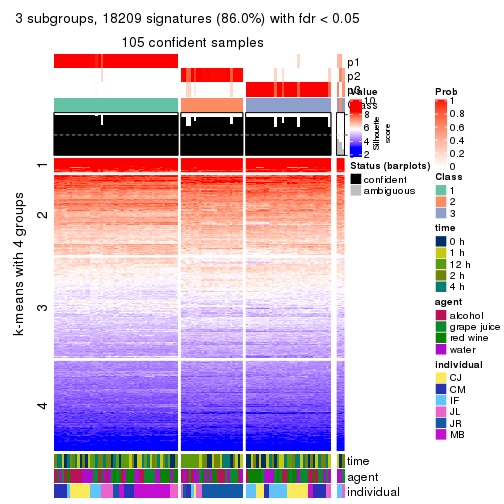 3 subgroups, 18209 signatures (86.0%) with fdr < 0.05
105 confident samples
p1
p2
p3
Class
k-means with 4 groups
1
2
3
4
Silhouette
score
time
agent
individual
Value
10
8
6
4
2
Status (barplots)
confident
ambiguous
Prob
1
0.8
0.6
0.4
0.2
0
Class
1
2
3
time
0 h
1 h
12 h
2 h
4 h
agent
alcohol
grape juice
red wine
water
individual
CJ
CM
IF
JL
JR
MB